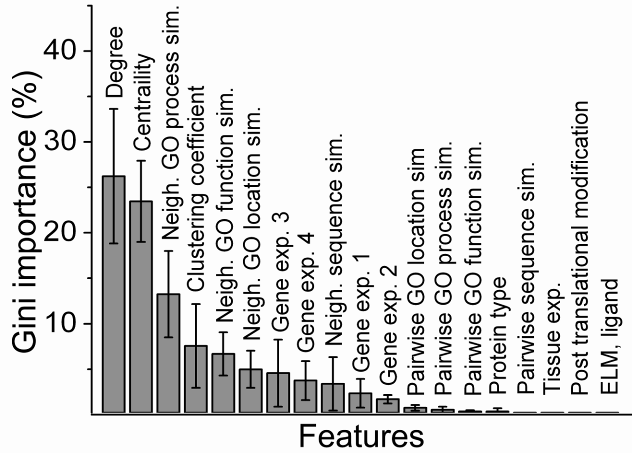 Gini importance (%)
40
30
20
10
Degree
Centraility
Neigh. GO process sim.
Clustering coefficient
Neigh. GO function sim.
Neigh. GO location sim.
Gene exp. 3
Gene exp. 4
Neigh. sequence sim.
Gene exp. 1
Gene exp. 2
Pairwise GO location sim
Pairwise GO process sim.
Pairwise GO function sim.
Protein type
Pairwise sequence sim.
Tissue exp.
Post translational modification
ELM, ligand
Features